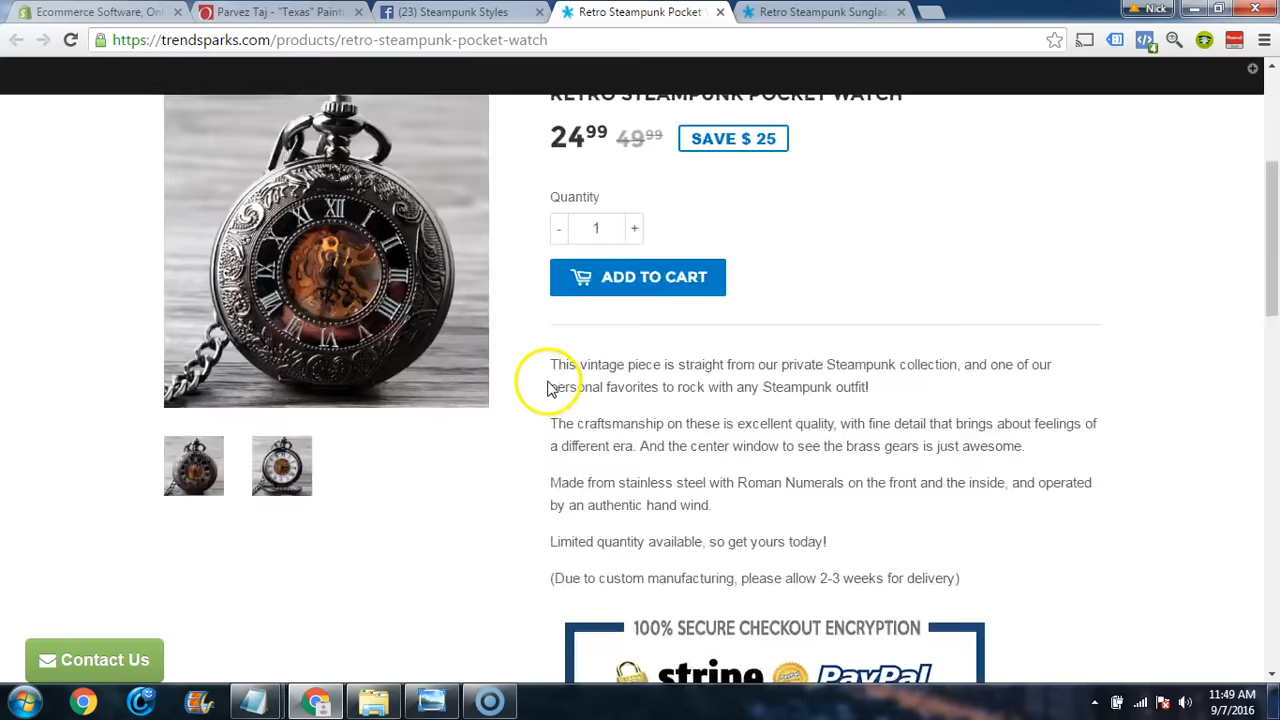 Ecommerce Software, Onl
Parvez Taj - "Texas" Painti
(23) Steampunk Styles
Retro Steampunk Pocket
Retro Steampunk Sunglas
Nick
https://trendsparks.com/products/retro-steampunk-pocket-watch
4
RETRO STEAMPUNK POCKET WATCH
24 99 49 99 SAVE $ 25
Quantity
- 1 +
ADD TO CART
This vintage piece is straight from our private Steampunk collection, and one of our
personal favorites to rock with any Steampunk outfit!
The craftsmanship on these is excellent quality, with fine detail that brings about feelings of
a different era. And the center window to see the brass gears is just awesome.
Made from stainless steel with Roman Numerals on the front and the inside, and operated
by an authentic hand wind.
Limited quantity available, so get yours today!
(Due to custom manufacturing, please allow 2-3 weeks for delivery)
100% SECURE CHECKOUT ENCRYPTION
stripe PayPal
Contact Us
11:49 AM
9/7/2016